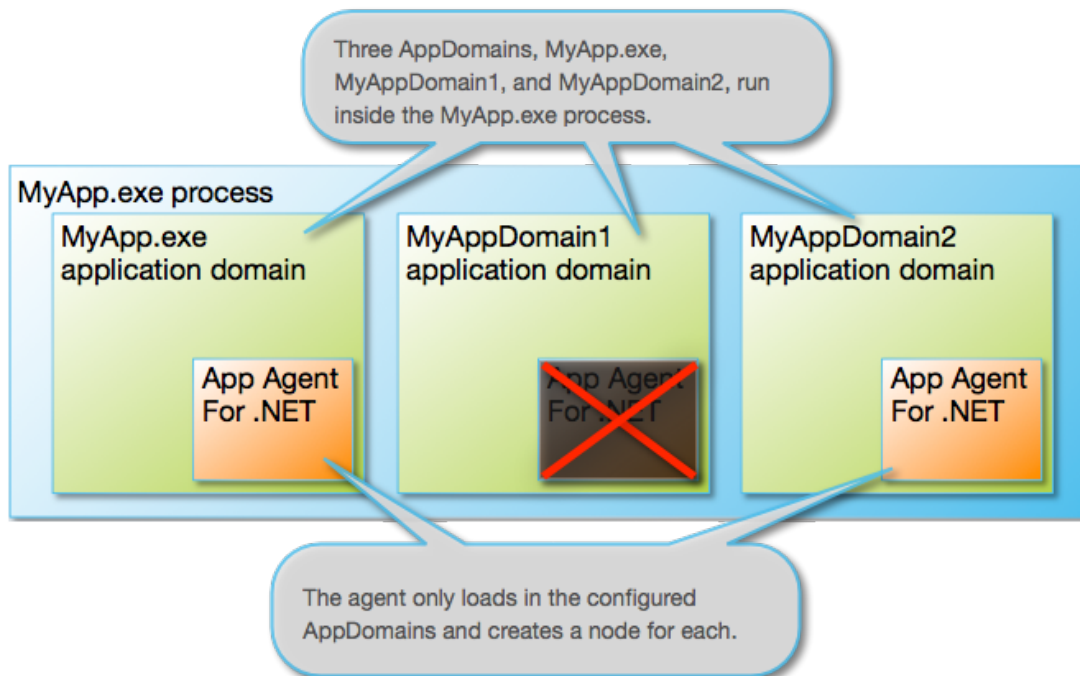 Three AppDomains, MyApp.exe,
MyAppDomain1, and MyAppDomain2, run
inside the MyApp.exe process.
MyApp.exe process
MyApp.exe
application domain
App Agent
For .NET
MyAppDomain1
application domain
App Agent
For .NET
MyAppDomain2
application domain
App Agent
For .NET
The agent only loads in the configured
AppDomains and creates a node for each.